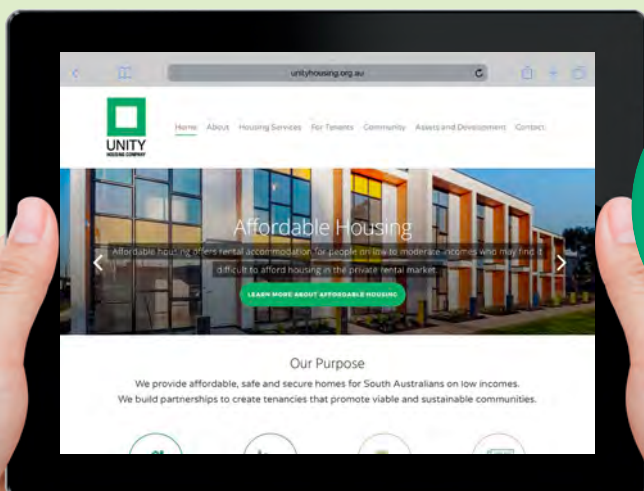 unityhousing.org.au
UNITY
HOUSING COMPANY
Home About Housing Services For Tenants Community Assets and Development Contact
Affordable Housing
Affordable housing offers rental accommodation for people on low to moderate incomes who may find it
difficult to afford housing in the private rental market.
LEARN MORE ABOUT AFFORDABLE HOUSING
Our Purpose
We provide affordable, safe and secure homes for South Australians on low incomes.
We build partnerships to create tenancies that promote viable and sustainable communities.